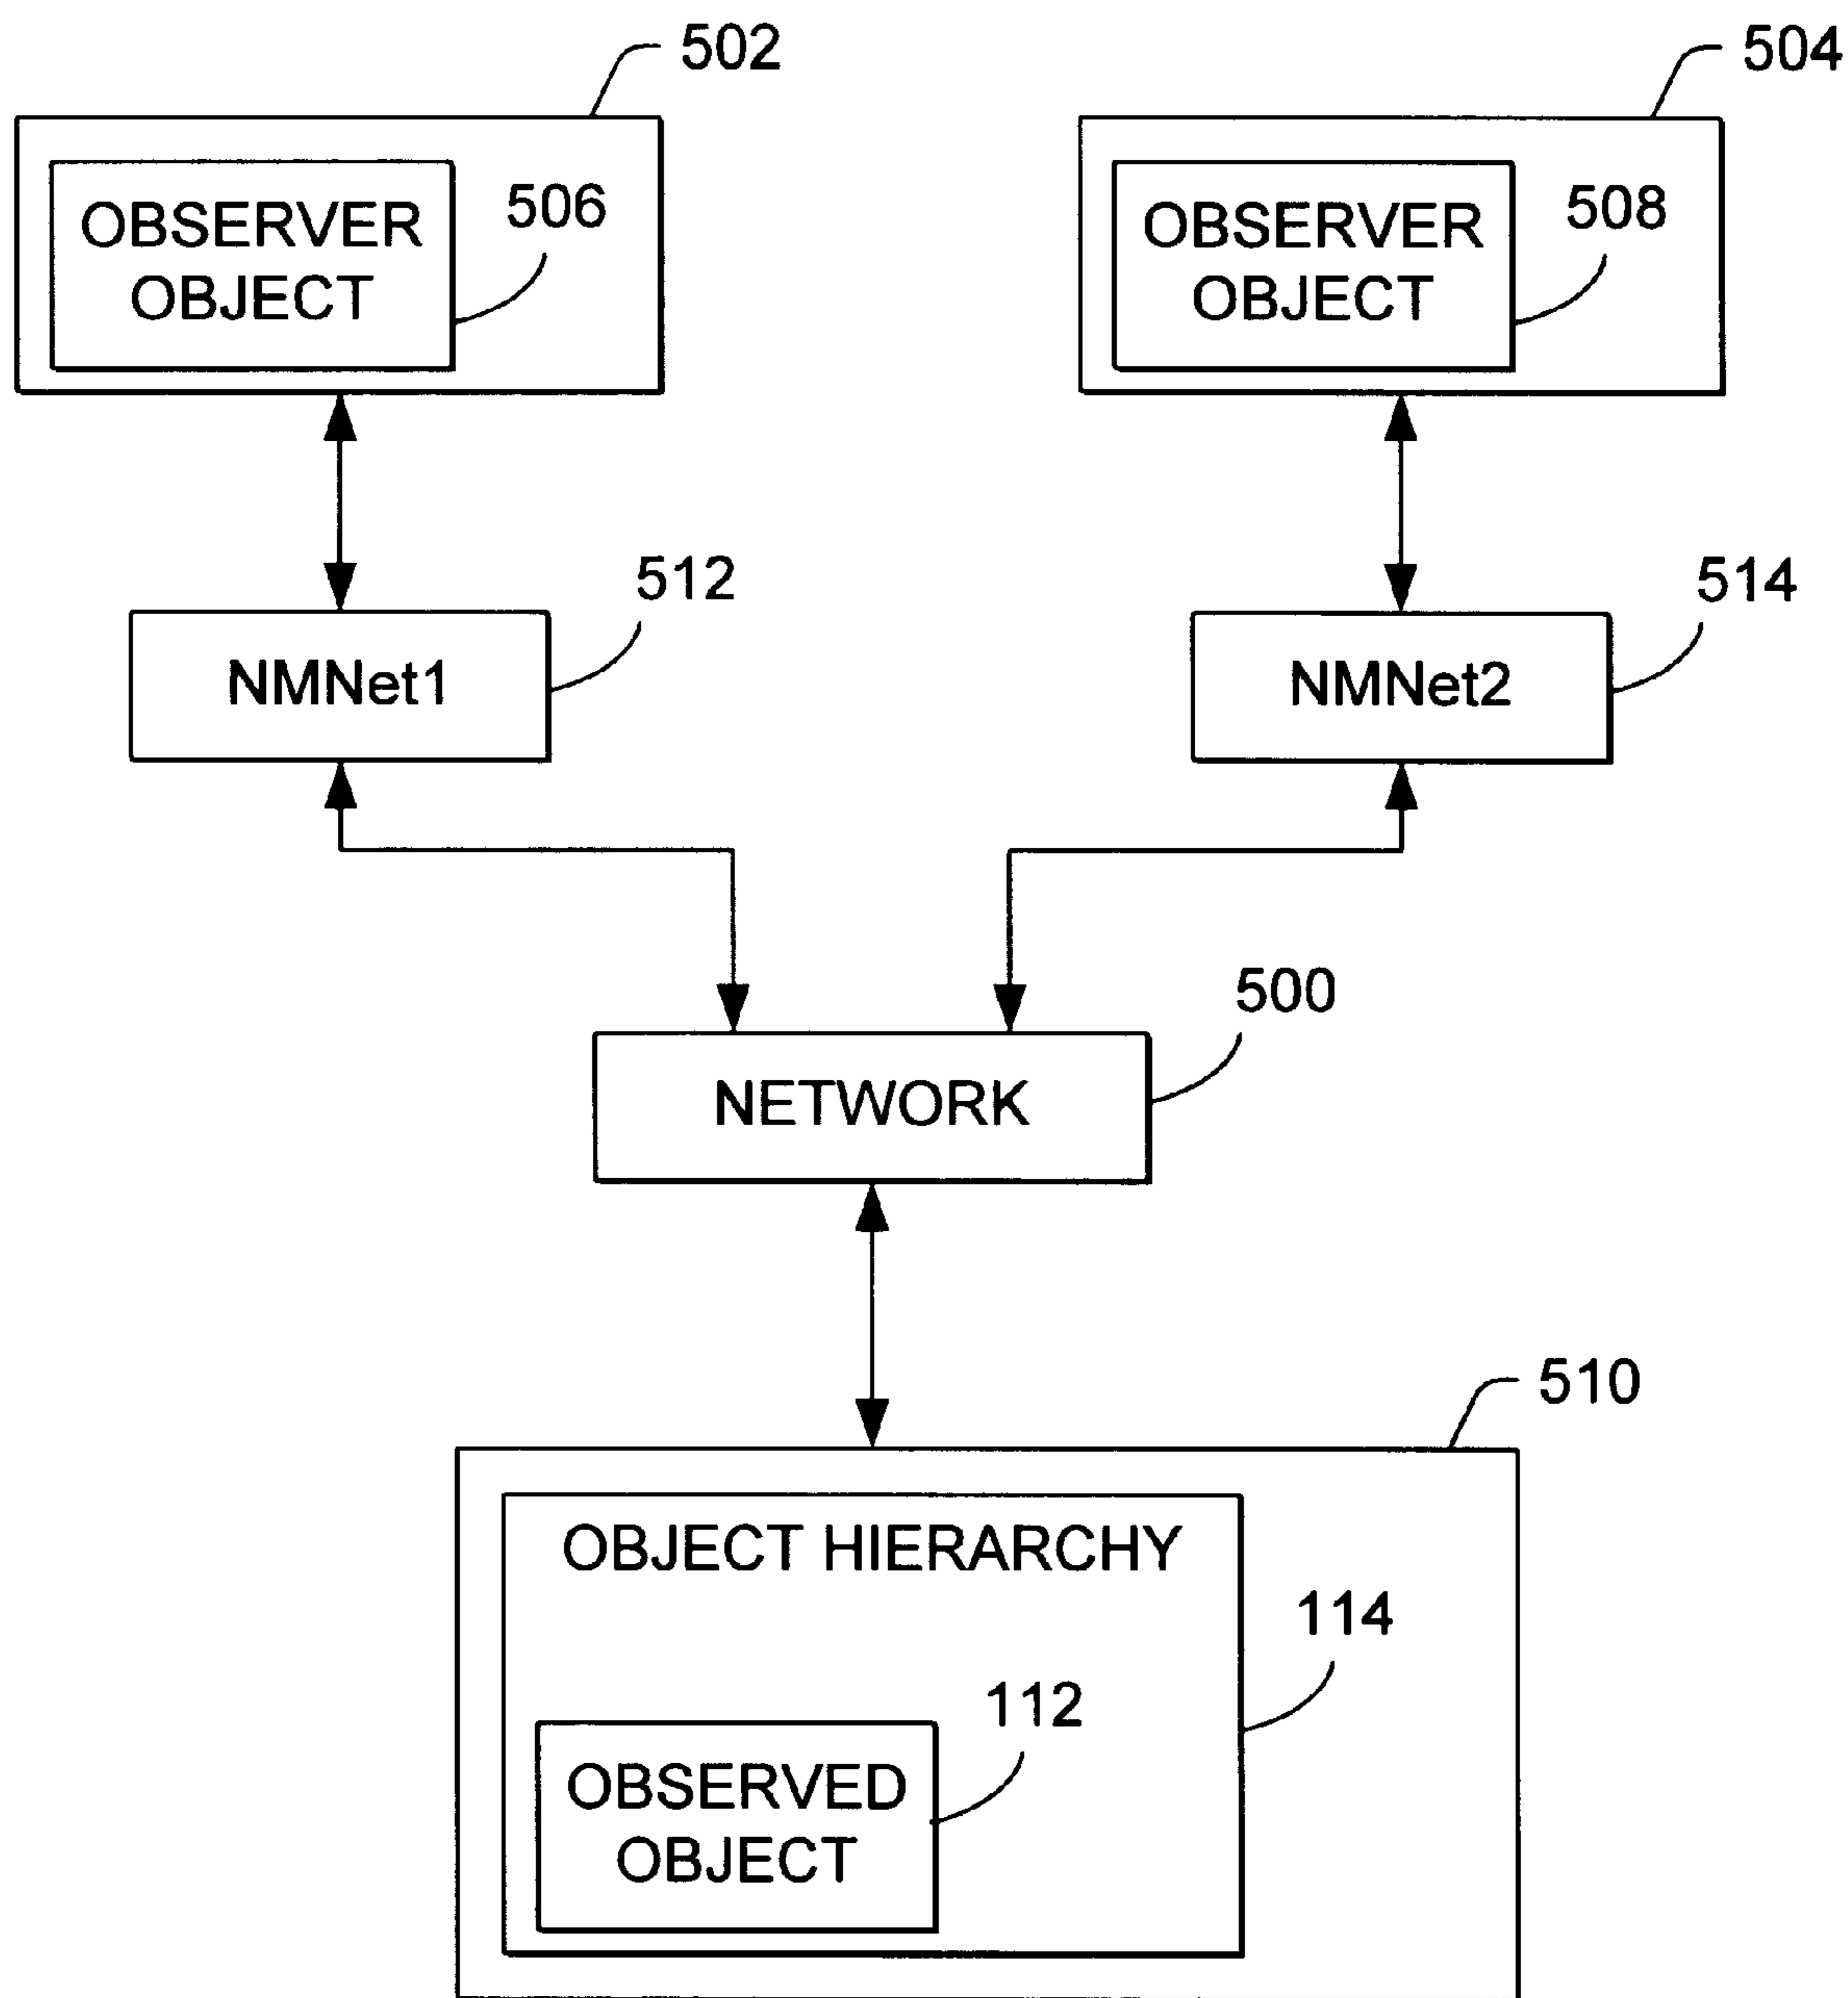 502
504
OBSERVER
OBJECT
506
OBSERVER
OBJECT
508
512
514
NMNet1
NMNet2
500
NETWORK
510
OBJECT HIERARCHY
114
112
OBSERVED
OBJECT